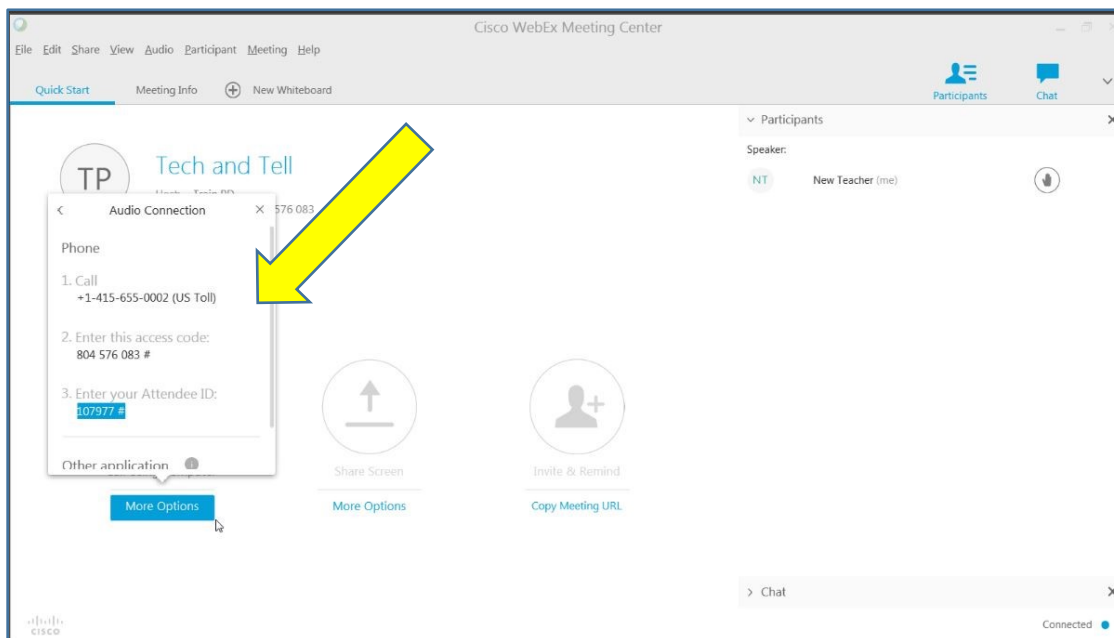 Cisco WebEx Meeting Center
File Edit Share View Audio Participant Meeting Help
Quick Start Meeting Info New Whiteboard
Participants Chat
Participants
Speaker:
NT New Teacher (me)
TP Tech and Tell
576 083
Audio Connection
Phone
1. Call
+1-415-655-0002 (US Toll)
2. Enter this access code:
804 576 083 #
3. Enter your Attendee ID:
107977 #
Other application
Share Screen
Invite & Remind
More Options
More Options
Copy Meeting URL
Chat
Connected
CISCO